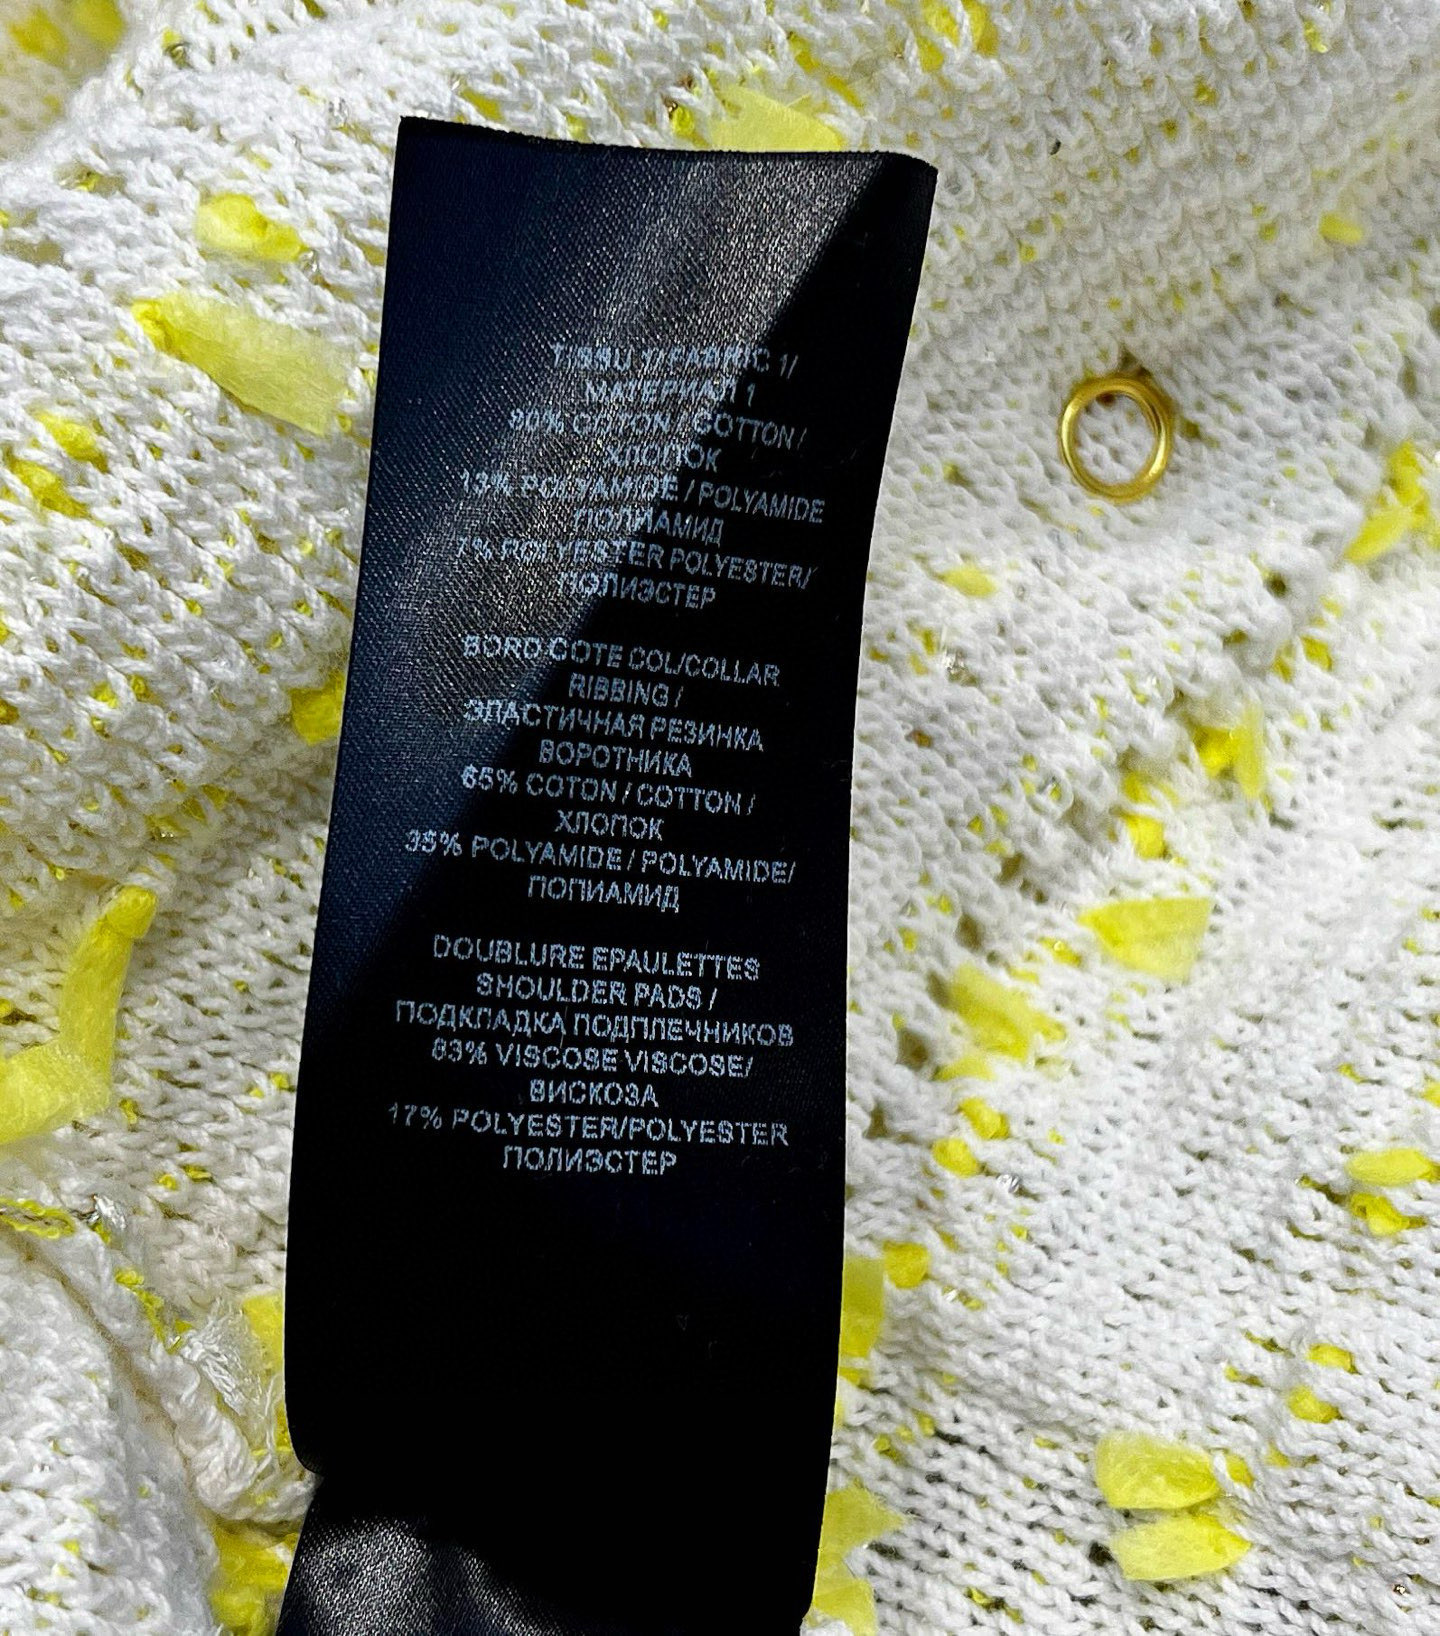 TISSU 1/FABRIC 1/
МАТЕРИАЛ 1
80% COTON / COTTON /
ХЛОПОК
13% POLYAMIDE / POLYAMIDE
ПОЛИАМИД
7% POLYESTER POLYESTER/
ПОЛИЭСТЕР
BORD COTE COL/COLLAR
RIBBING /
ЭЛАСТИЧНАЯ РЕЗИНКА
ВОРОТНИКА
65% COTON / COTTON /
ХЛОПОК
35% POLYAMIDE / POLYAMIDE/
ПОЛИАМИД
DOUBLURE EPAULETTES
SHOULDER PADS /
ПОДКЛАДКА ПОДПЛЕЧНИКОВ
83% VISCOSE VISCOSE/
ВИСКОЗА
17% POLYESTER/POLYESTER
ПОЛИЭСТЕР